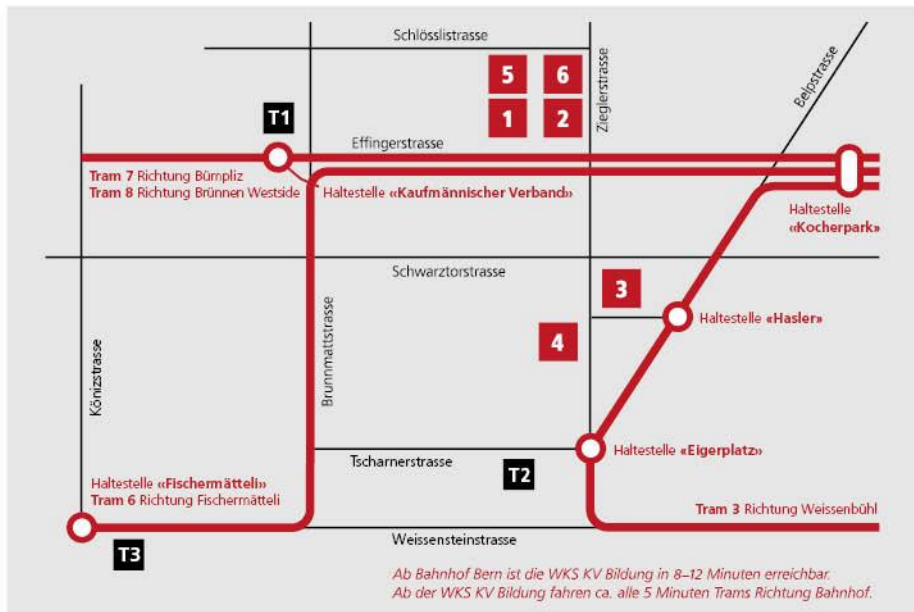 Schlösslistrasse
5
6
1
2
Zieglerstrasse
Belpstrasse
T1
Effingerstrasse
Tram 7 Richtung Bümpliz
Tram 8 Richtung Brünnen Westside
Haltestelle «Kaufmännischer Verband»
Haltestelle
«Kocherpark»
Schwarztorstrasse
3
Haltestelle «Hasler»
4
Könizstrasse
Brunnmattstrasse
Haltestelle «Eigerplatz»
Tscharnerstrasse
T2
Haltestelle «Fischermätteli»
Tram 6 Richtung Fischermätteli
Tram 3 Richtung Weissenbühl
T3
Weissensteinstrasse
Ab Bahnhof Bern ist die WKS KV Bildung in 8–12 Minuten erreichbar.
Ab der WKS KV Bildung fahren ca. alle 5 Minuten Trams Richtung Bahnhof.